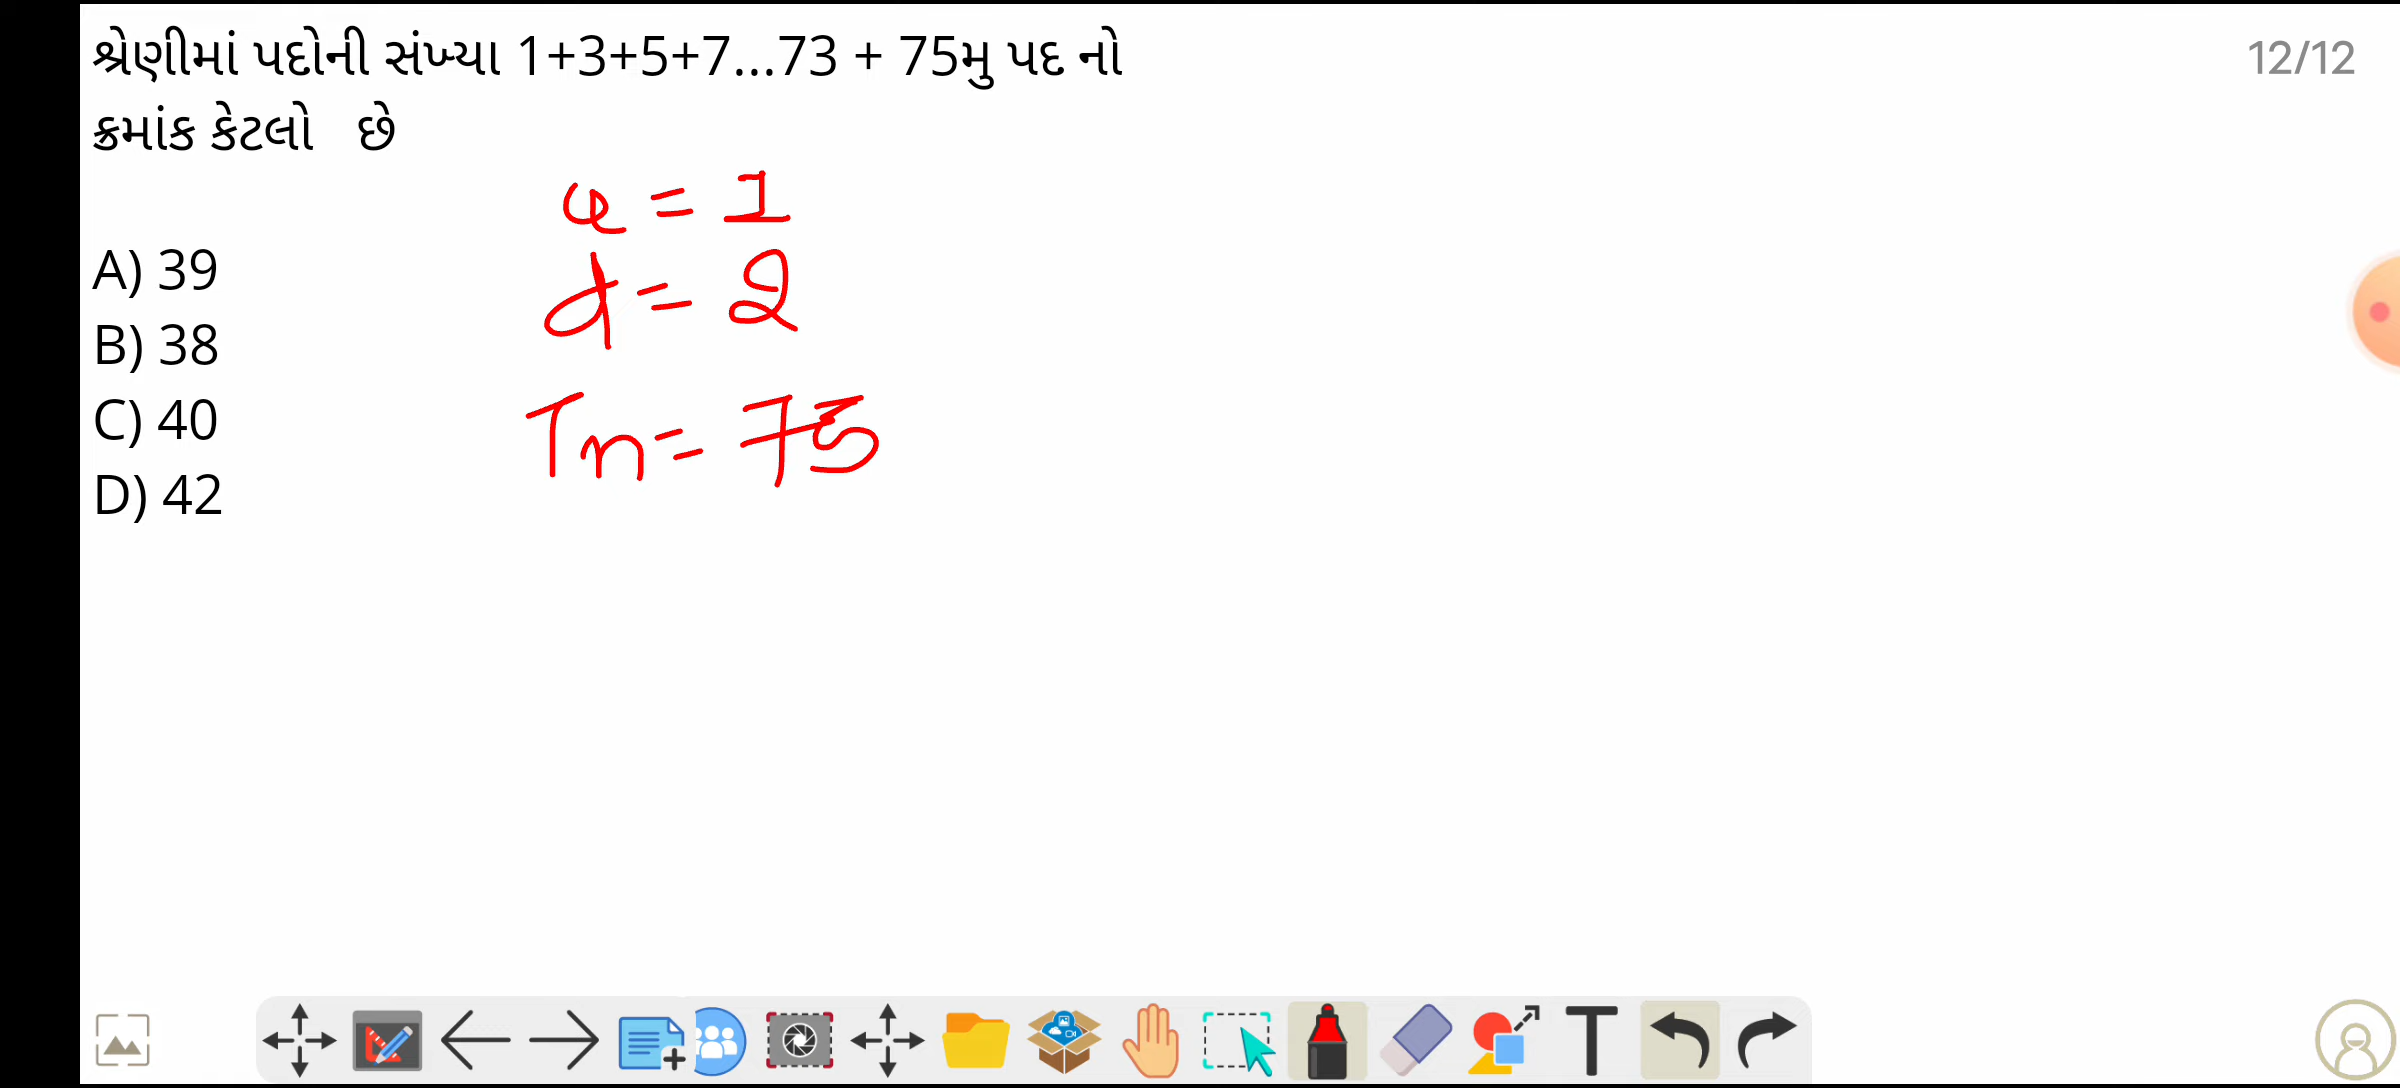 શ્રેણીમાં પદોની સંખ્યા 1+3+5+7...73 + 75મુ પદ નો
ક્રમાંક કેટલો છે
12/12
A) 39
B) 38
C) 40
D) 42
a = 1
d = 2
Tn = 75